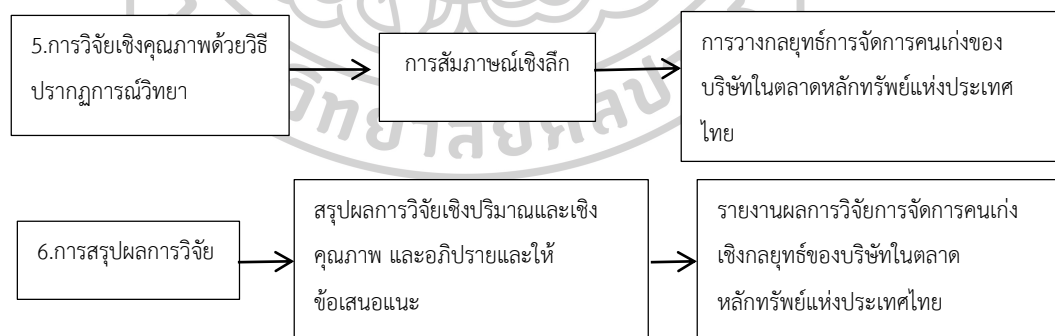 5.การวิจัยเชิงคุณภาพด้วยวิธี
ปรากฏการณ์วิทยา
การสัมภาษณ์เชิงลึก
การวางกลยุทธ์การจัดการคนเก่งของ
บริษัทในตลาดหลักทรัพย์แห่งประเทศ
ไทย
6.การสรุปผลการวิจัย
สรุปผลการวิจัยเชิงปริมาณและเชิง
คุณภาพ และอภิปรายและให้
ข้อเสนอแนะ
รายงานผลการวิจัยการจัดการคนเก่ง
เชิงกลยุทธ์ของบริษัทในตลาด
หลักทรัพย์แห่งประเทศไทย